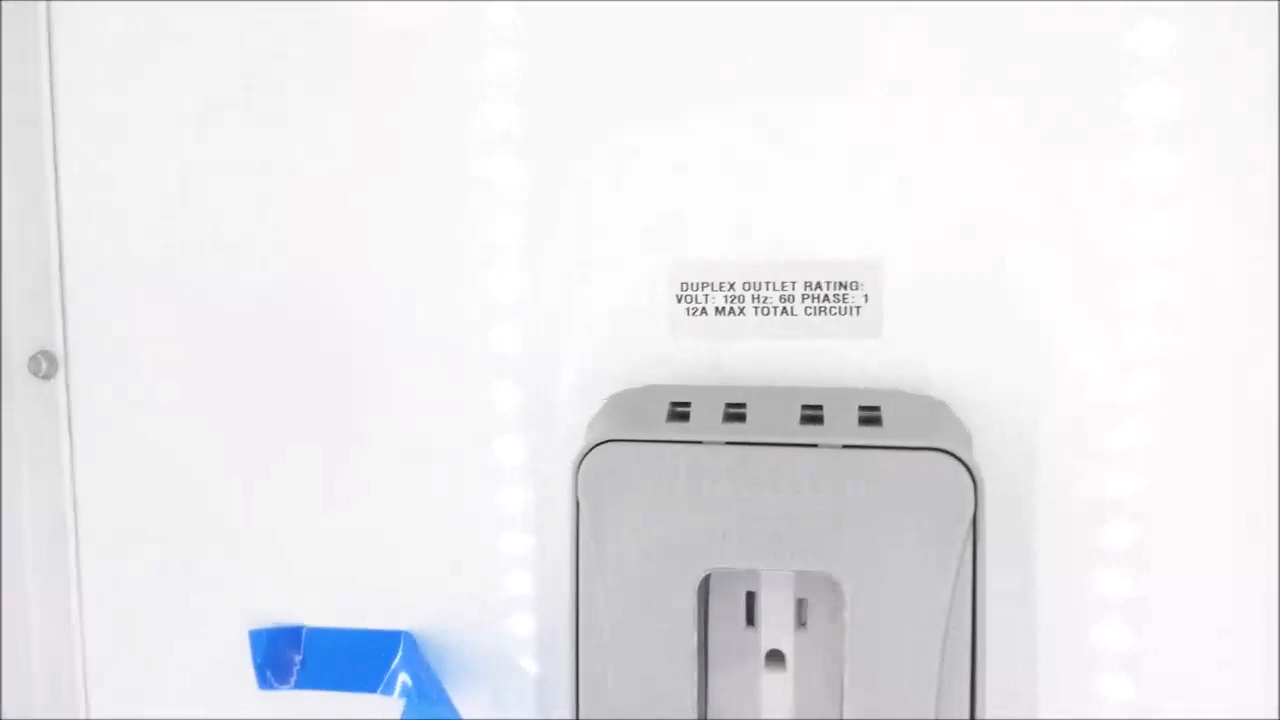 DUPLEX OUTLET RATING:
VOLT: 120 Hz: 60 PHASE: 1
12A MAX TOTAL CIRCUIT